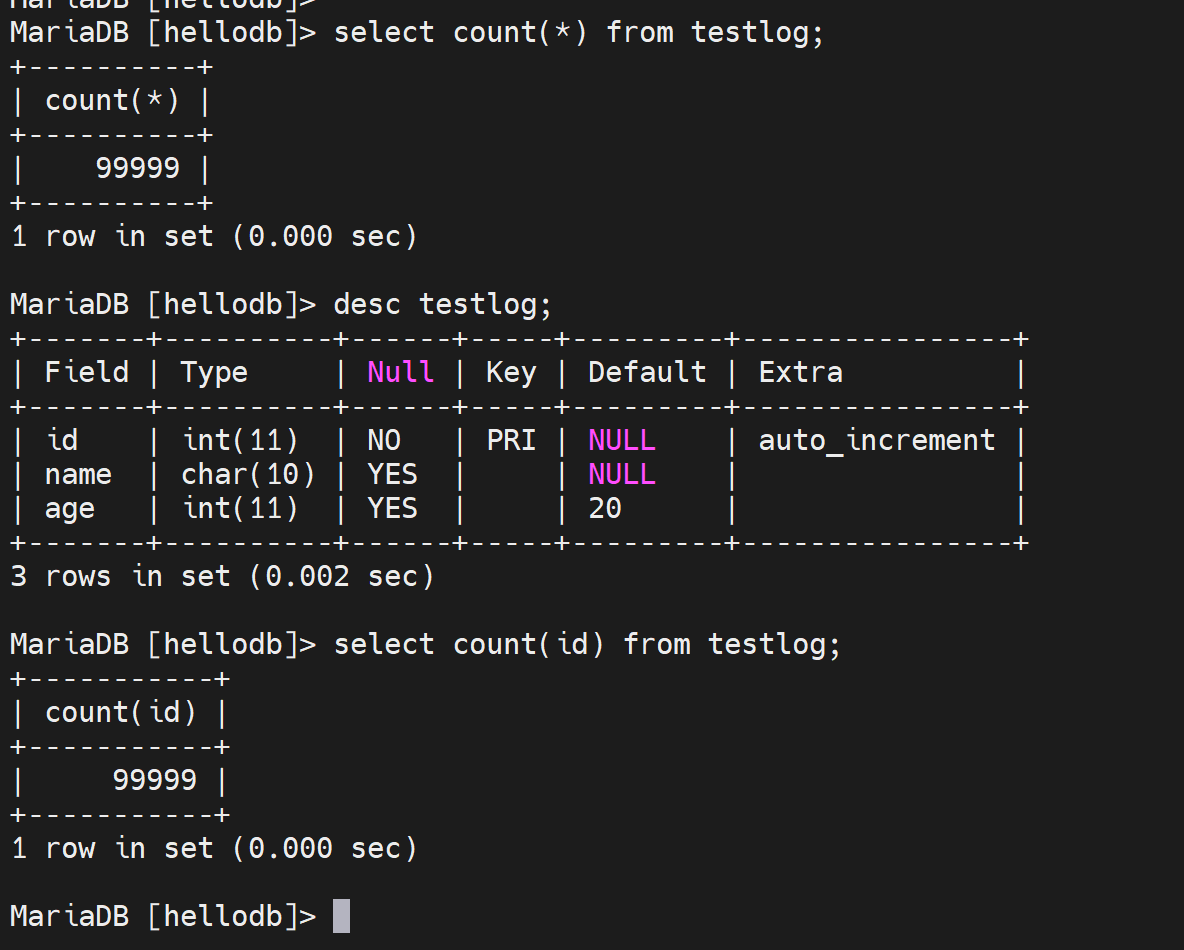 MariaDB [hellodb]>
MariaDB [hellodb]> select count(*) from testlog;
+----------+
| count(*) |
+----------+
|    99999 |
+----------+
1 row in set (0.000 sec)

MariaDB [hellodb]> desc testlog;
+-------+----------+------+-----+---------+----------------+
| Field | Type     | Null | Key | Default | Extra          |
+-------+----------+------+-----+---------+----------------+
| id    | int(11)  | NO   | PRI | NULL    | auto_increment |
| name  | char(10) | YES  |     | NULL    |                |
| age   | int(11)  | YES  |     | 20      |                |
+-------+----------+------+-----+---------+----------------+
3 rows in set (0.002 sec)

MariaDB [hellodb]> select count(id) from testlog;
+-----------+
| count(id) |
+-----------+
|     99999 |
+-----------+
1 row in set (0.000 sec)

MariaDB [hellodb]>